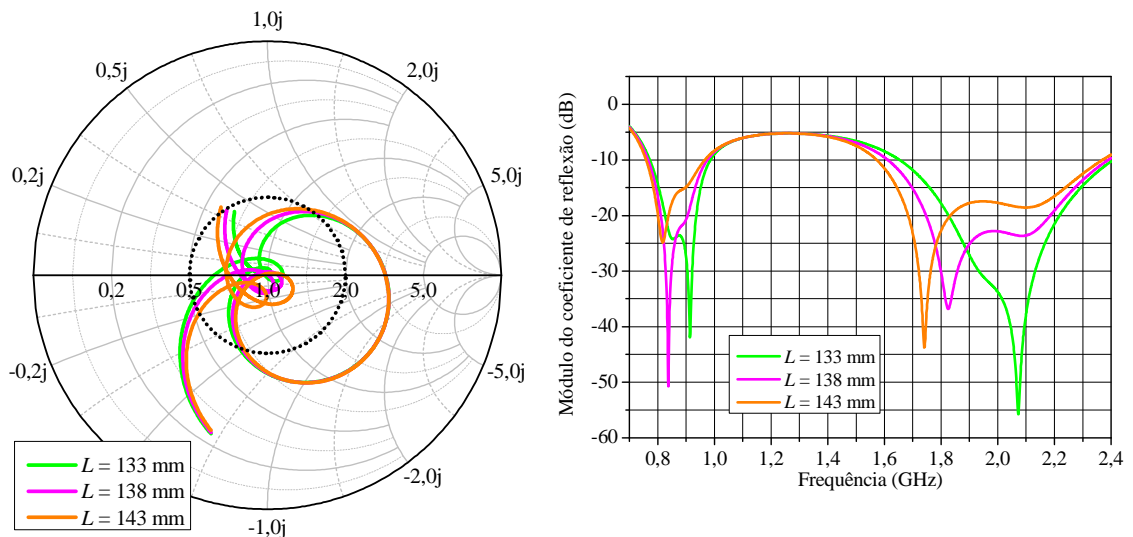 1,0j
0,5j
2,0j
0,2j
5,0j
0,2
0,5
1,0
2,0
5,0
-0,2j
-5,0j
-2,0j
-1,0j
L = 133 mm
L = 138 mm
L = 143 mm
Módulo do coeficiente de reflexão (dB)
0
-10
-20
-30
-40
-50
-60
L = 133 mm
L = 138 mm
L = 143 mm
0,8 1,0 1,2 1,4 1,6 1,8 2,0 2,2 2,4
Frequência (GHz)